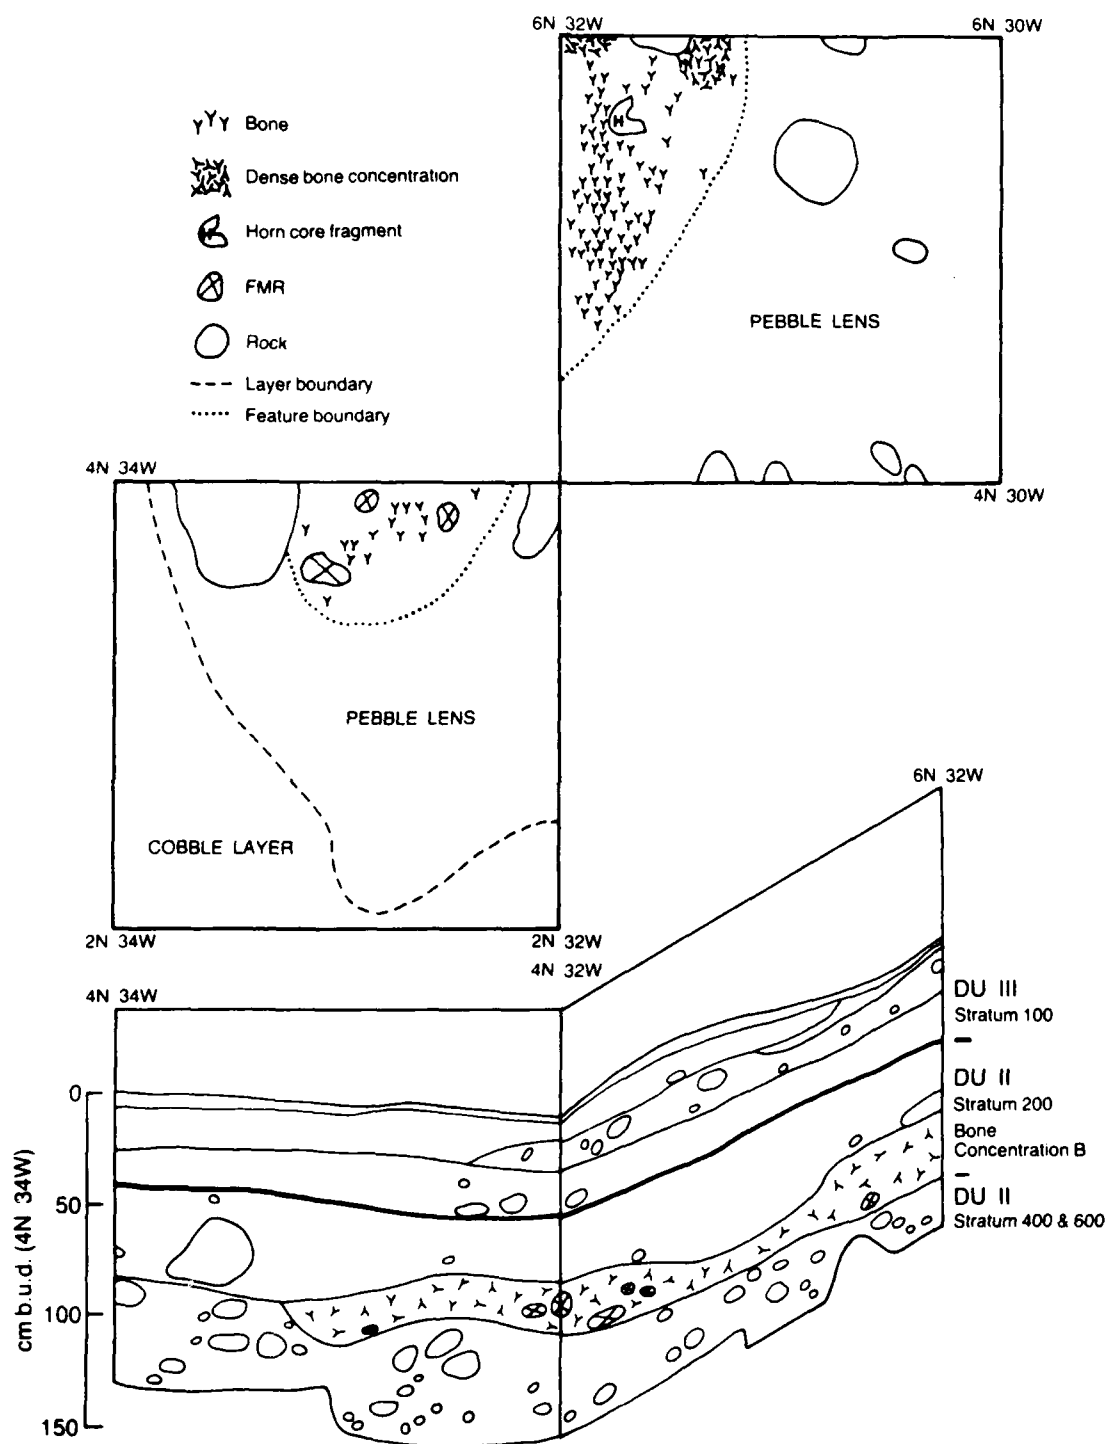 6N 32W
6N 30W
Bone
Dense bone concentration
H
Horn core fragment
FMR
Rock
Layer boundary
Feature boundary
H
PEBBLE LENS
4N 34W
4N 30W
PEBBLE LENS
COBBLE LAYER
2N 34W
2N 32W
6N 32W
4N 34W
4N 32W
DU III
Stratum 100
DU II
Stratum 200
Bone
Concentration B
DU II
Stratum 400 & 600
0
50
100
150
cm b.u.d. (4N 34W)